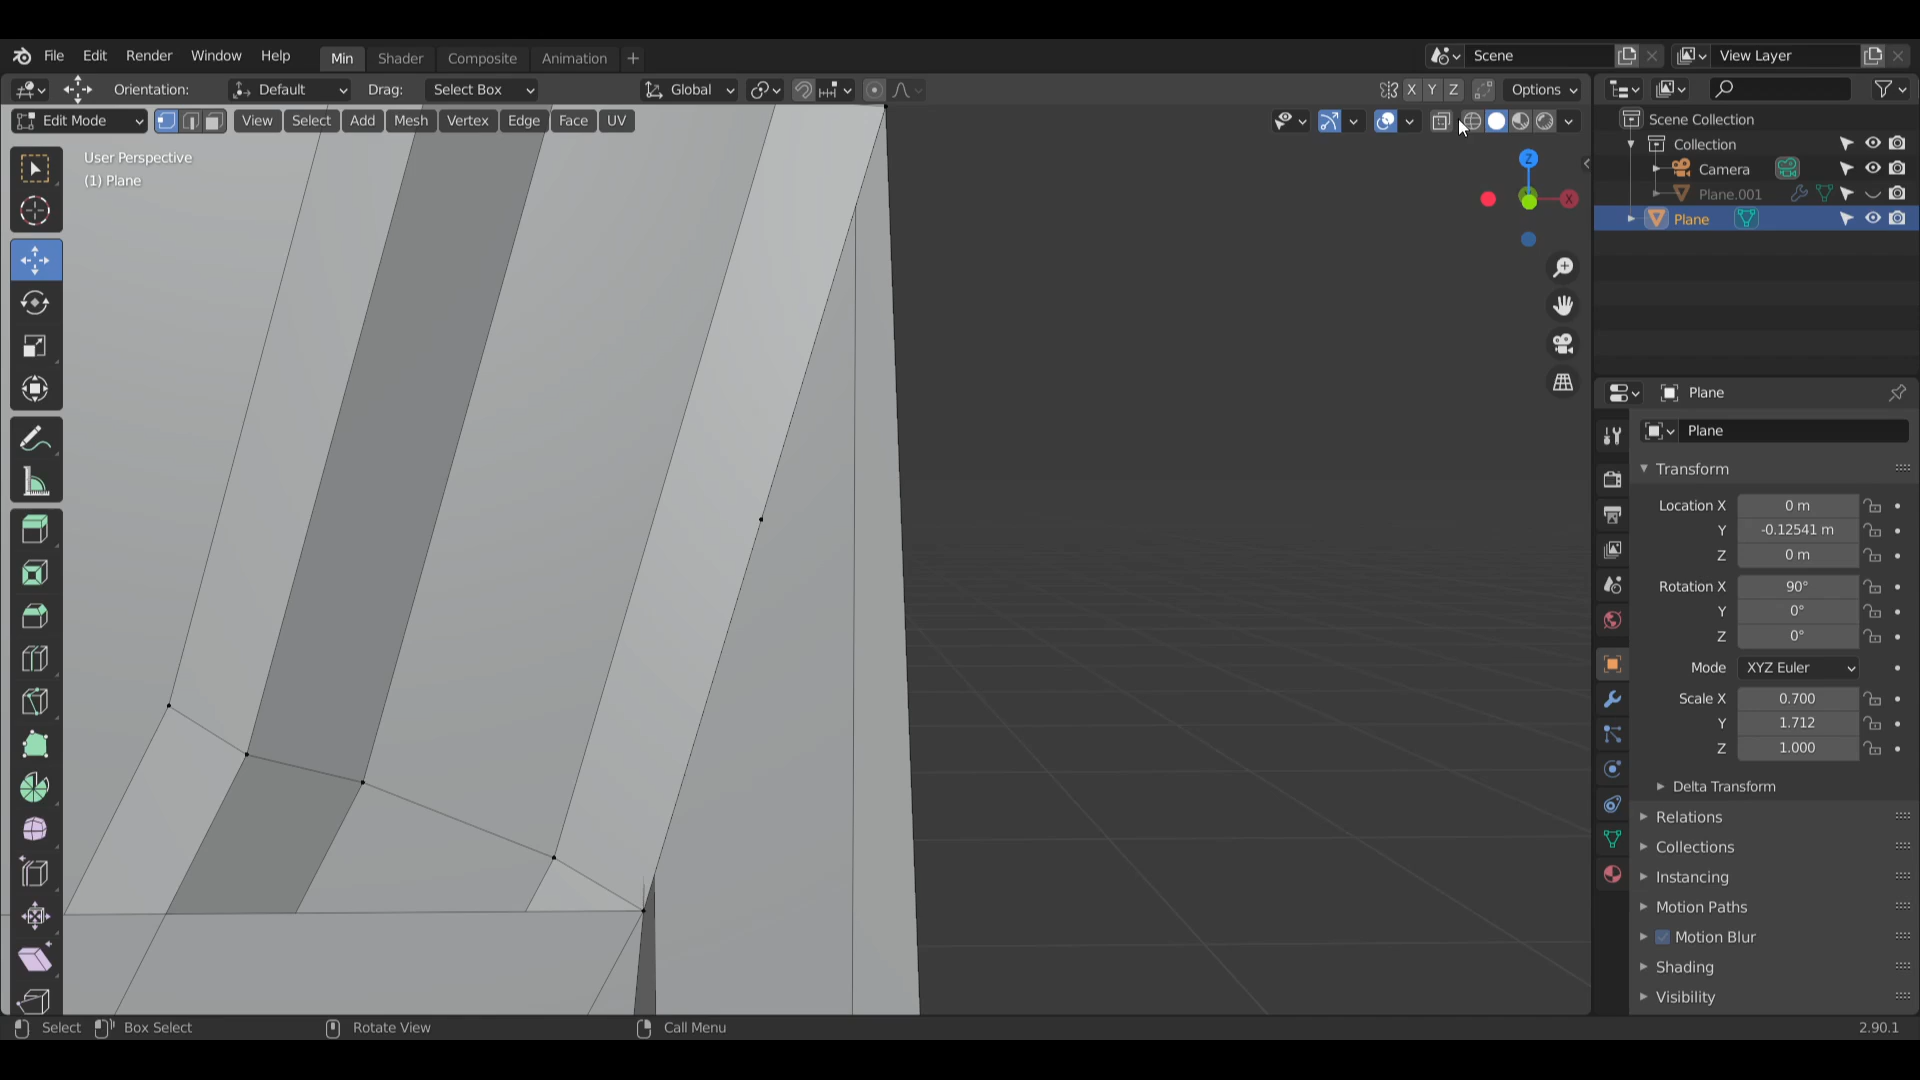 File Edit Render Window Help Min Shader Composite Animation + Scene View Layer
Orientation: Default Drag: Select Box Global X Y Z Options
Edit Mode View Select Add Mesh Vertex Edge Face UV
User Perspective
(1) Plane
Z
X
Scene Collection
Collection
Camera
Plane.001
Plane
Plane
Plane
Transform
Location X 0 m
Y -0.12541 m
Z 0 m
Rotation X 90°
Y 0°
Z 0°
Mode XYZ Euler
Scale X 0.700
Y 1.712
Z 1.000
Delta Transform
Relations
Collections
Instancing
Motion Paths
Motion Blur
Shading
Visibility
Select Box Select Rotate View Call Menu 2.90.1